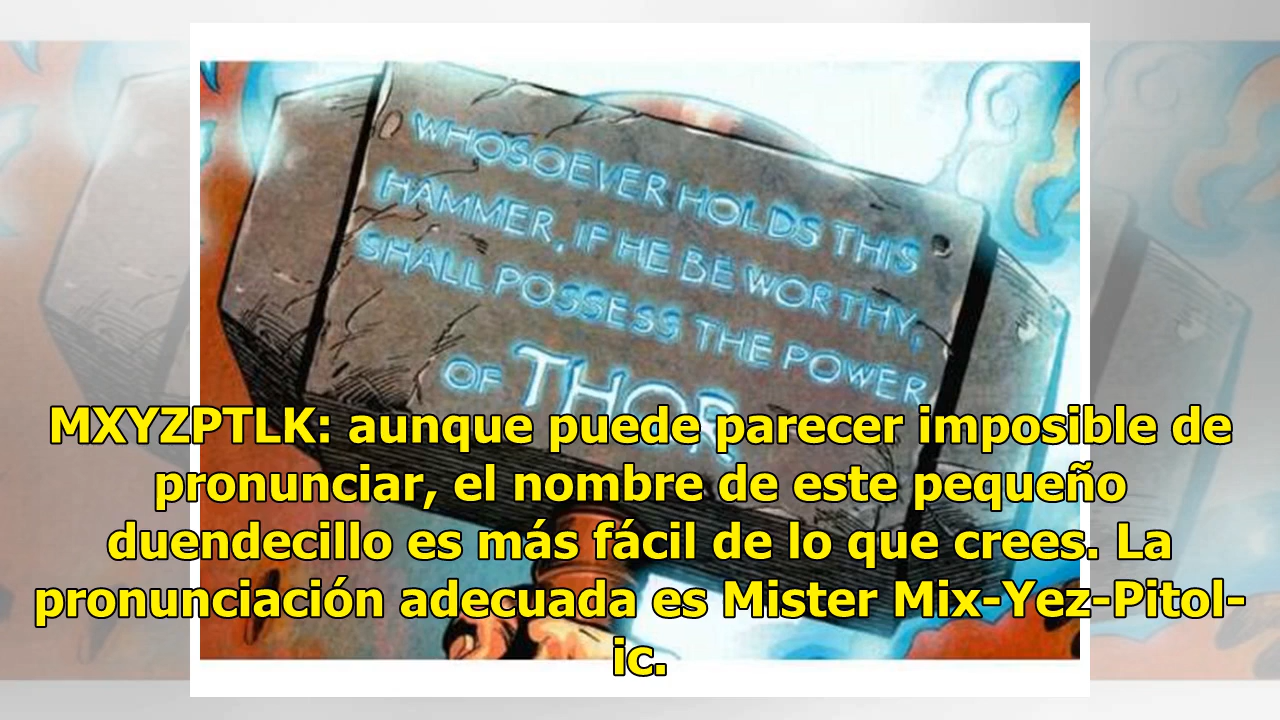 WHOSOEVER HOLDS THIS
HAMMER, IF HE BE WORTHY,
SHALL POSSESS THE POWER
OF THOR
MXYZPTLK: aunque puede parecer imposible de
pronunciar, el nombre de este pequeño
duendecillo es más fácil de lo que crees. La
pronunciación adecuada es Mister Mix-Yez-Pitol-
ic.